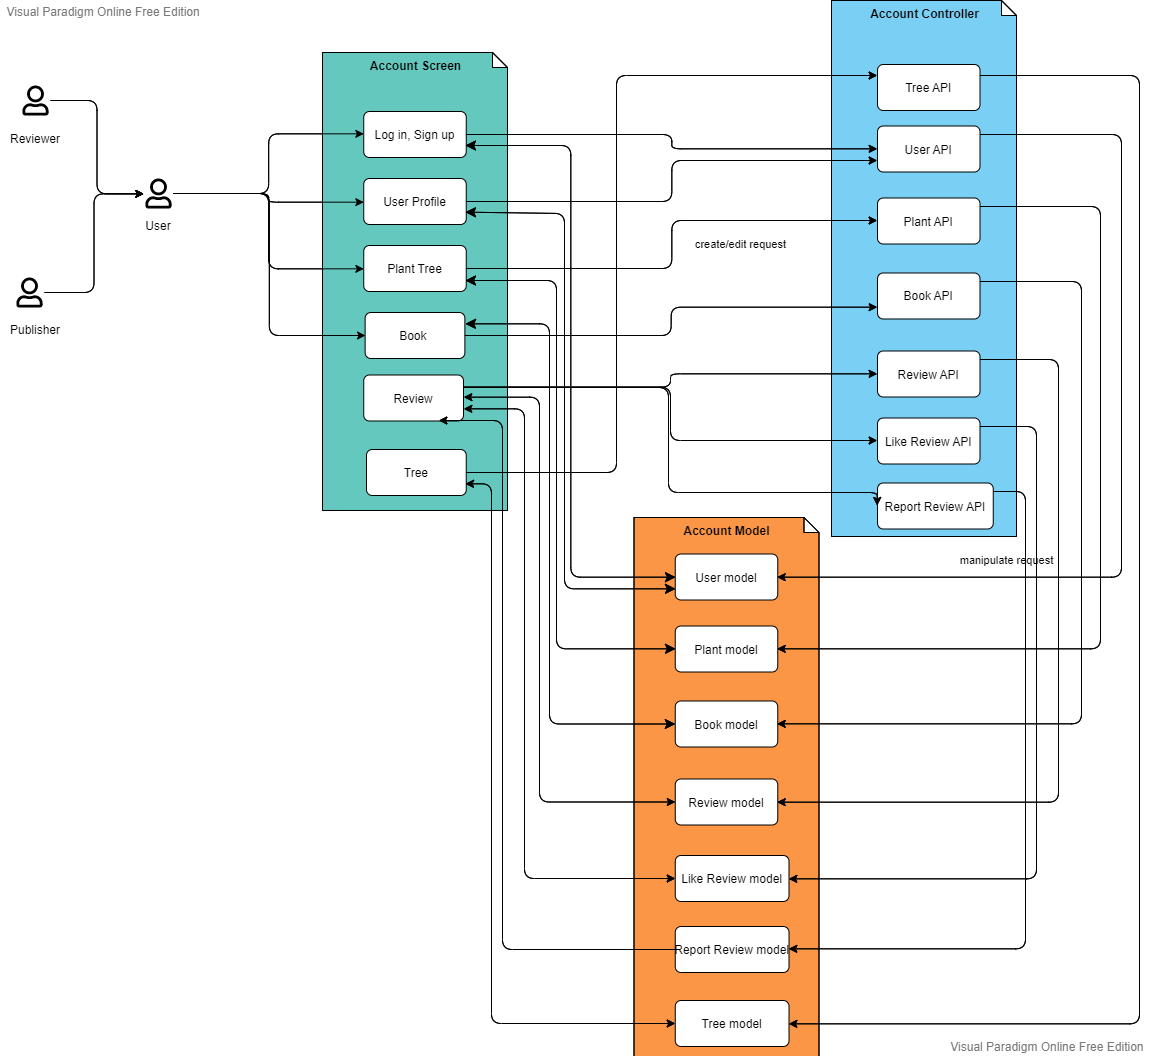 Visual Paradigm Online Free Edition
Reviewer
User
Publisher
Account Screen
Log in, Sign up
User Profile
Plant Tree
Book
Review
Tree
create/edit request
Account Controller
Tree API
User API
Plant API
Book API
Review API
Like Review API
Report Review API
manipulate request
Account Model
User model
Plant model
Book model
Review model
Like Review model
Report Review model
Tree model
Visual Paradigm Online Free Edition